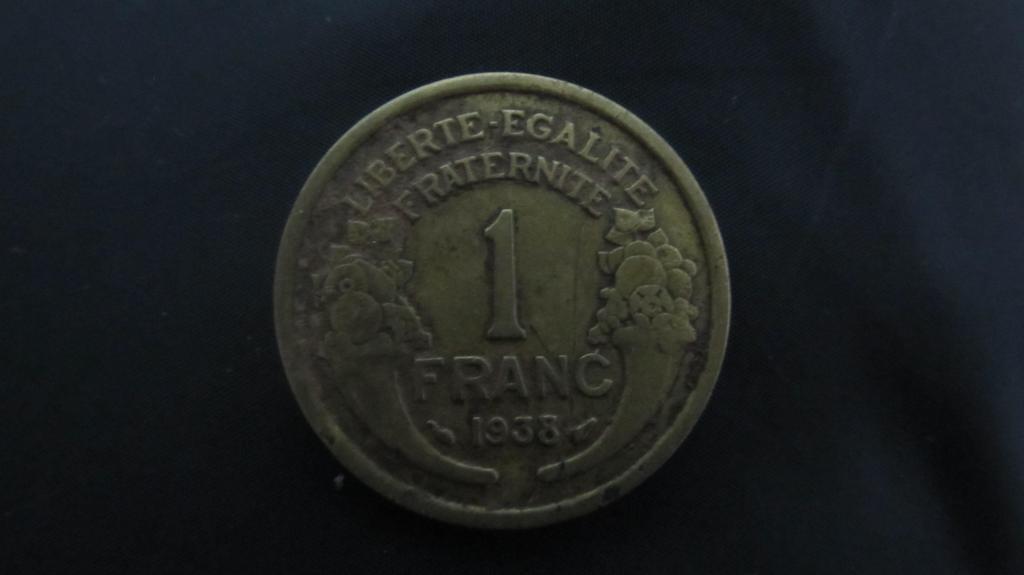 LIBERTE-EGALITE
FRATERNITE
1
FRANC
1938